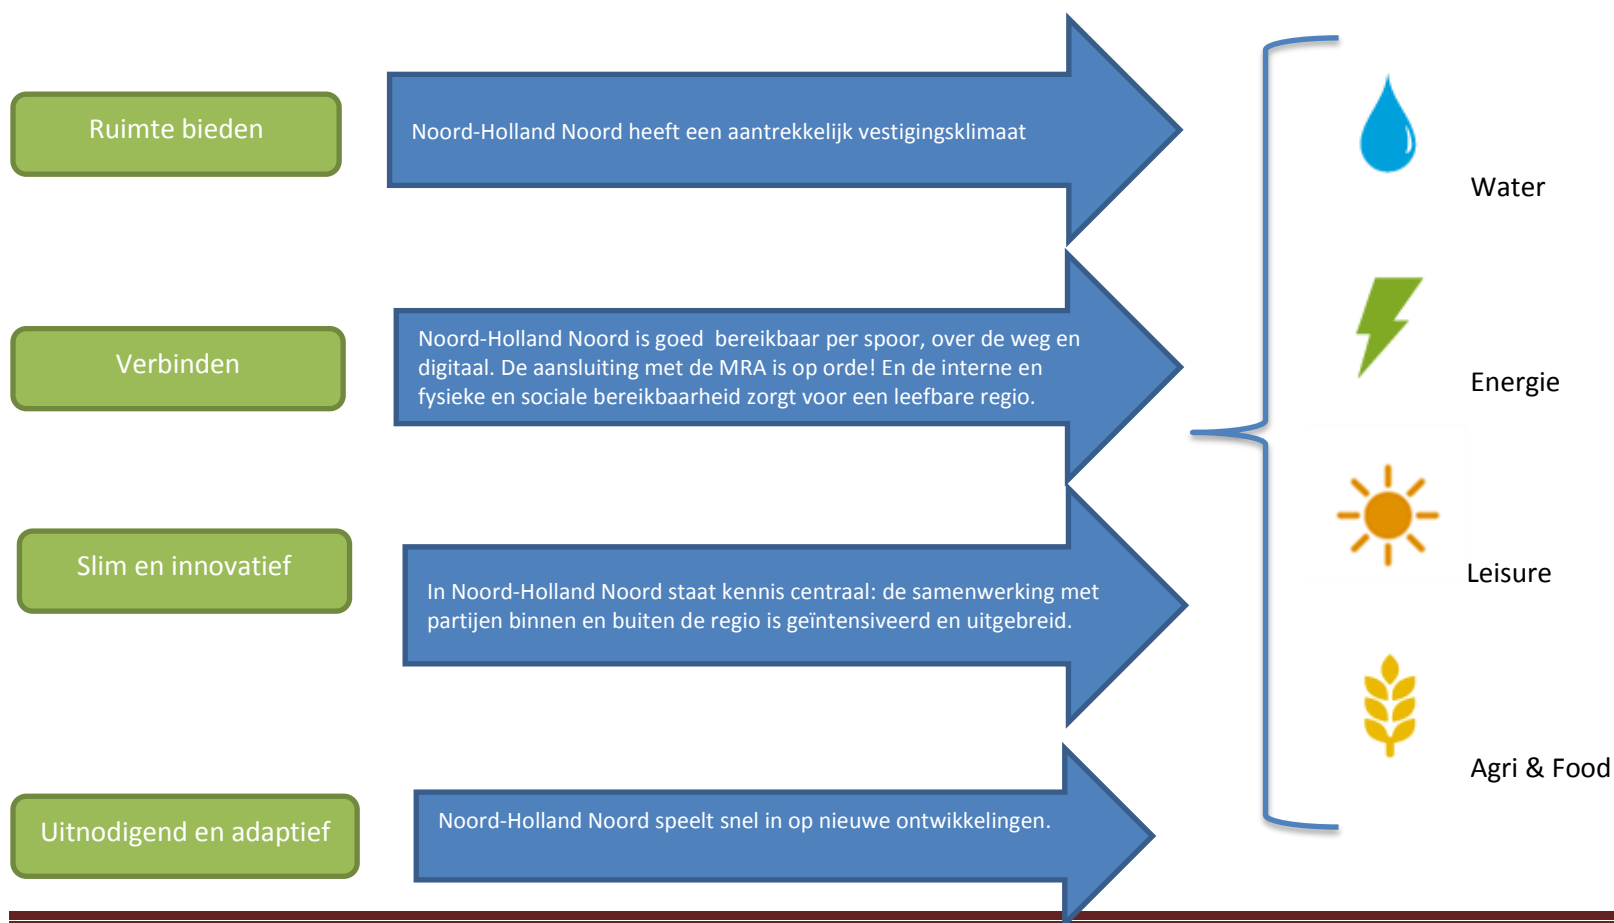 Ruimte bieden
Noord-Holland Noord heeft een aantrekkelijk vestigingsklimaat
Water
Verbinden
Noord-Holland Noord is goed  bereikbaar per spoor, over de weg en
digitaal. De aansluiting met de MRA is op orde! En de interne en
fysieke en sociale bereikbaarheid zorgt voor een leefbare regio.
Energie
Slim en innovatief
In Noord-Holland Noord staat kennis centraal: de samenwerking met
partijen binnen en buiten de regio is geïntensiveerd en uitgebreid.
Leisure
Agri & Food
Uitnodigend en adaptief
Noord-Holland Noord speelt snel in op nieuwe ontwikkelingen.